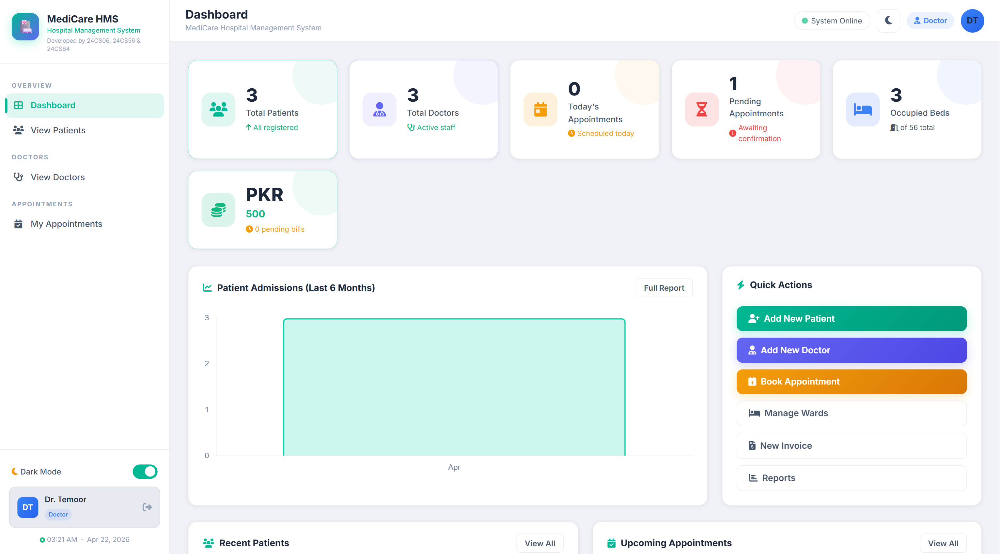 MediCare HMS
Hospital Management System
Developed by 24CS06, 24CS56 &
24CS64
OVERVIEW
Dashboard
View Patients
DOCTORS
View Doctors
APPOINTMENTS
My Appointments
Dark Mode
DT
Dr. Temoor
Doctor
03:21 AM · Apr 22, 2026
Dashboard
MediCare Hospital Management System
System Online
Doctor
DT
3
Total Patients
All registered
3
Total Doctors
Active staff
0
Today's
Appointments
Scheduled today
1
Pending
Appointments
Awaiting
confirmation
3
Occupied Beds
of 56 total
PKR
500
0 pending bills
Patient Admissions (Last 6 Months)
Full Report
3
2
1
0
Apr
Quick Actions
Add New Patient
Add New Doctor
Book Appointment
Manage Wards
New Invoice
Reports
Recent Patients
View All
Upcoming Appointments
View All